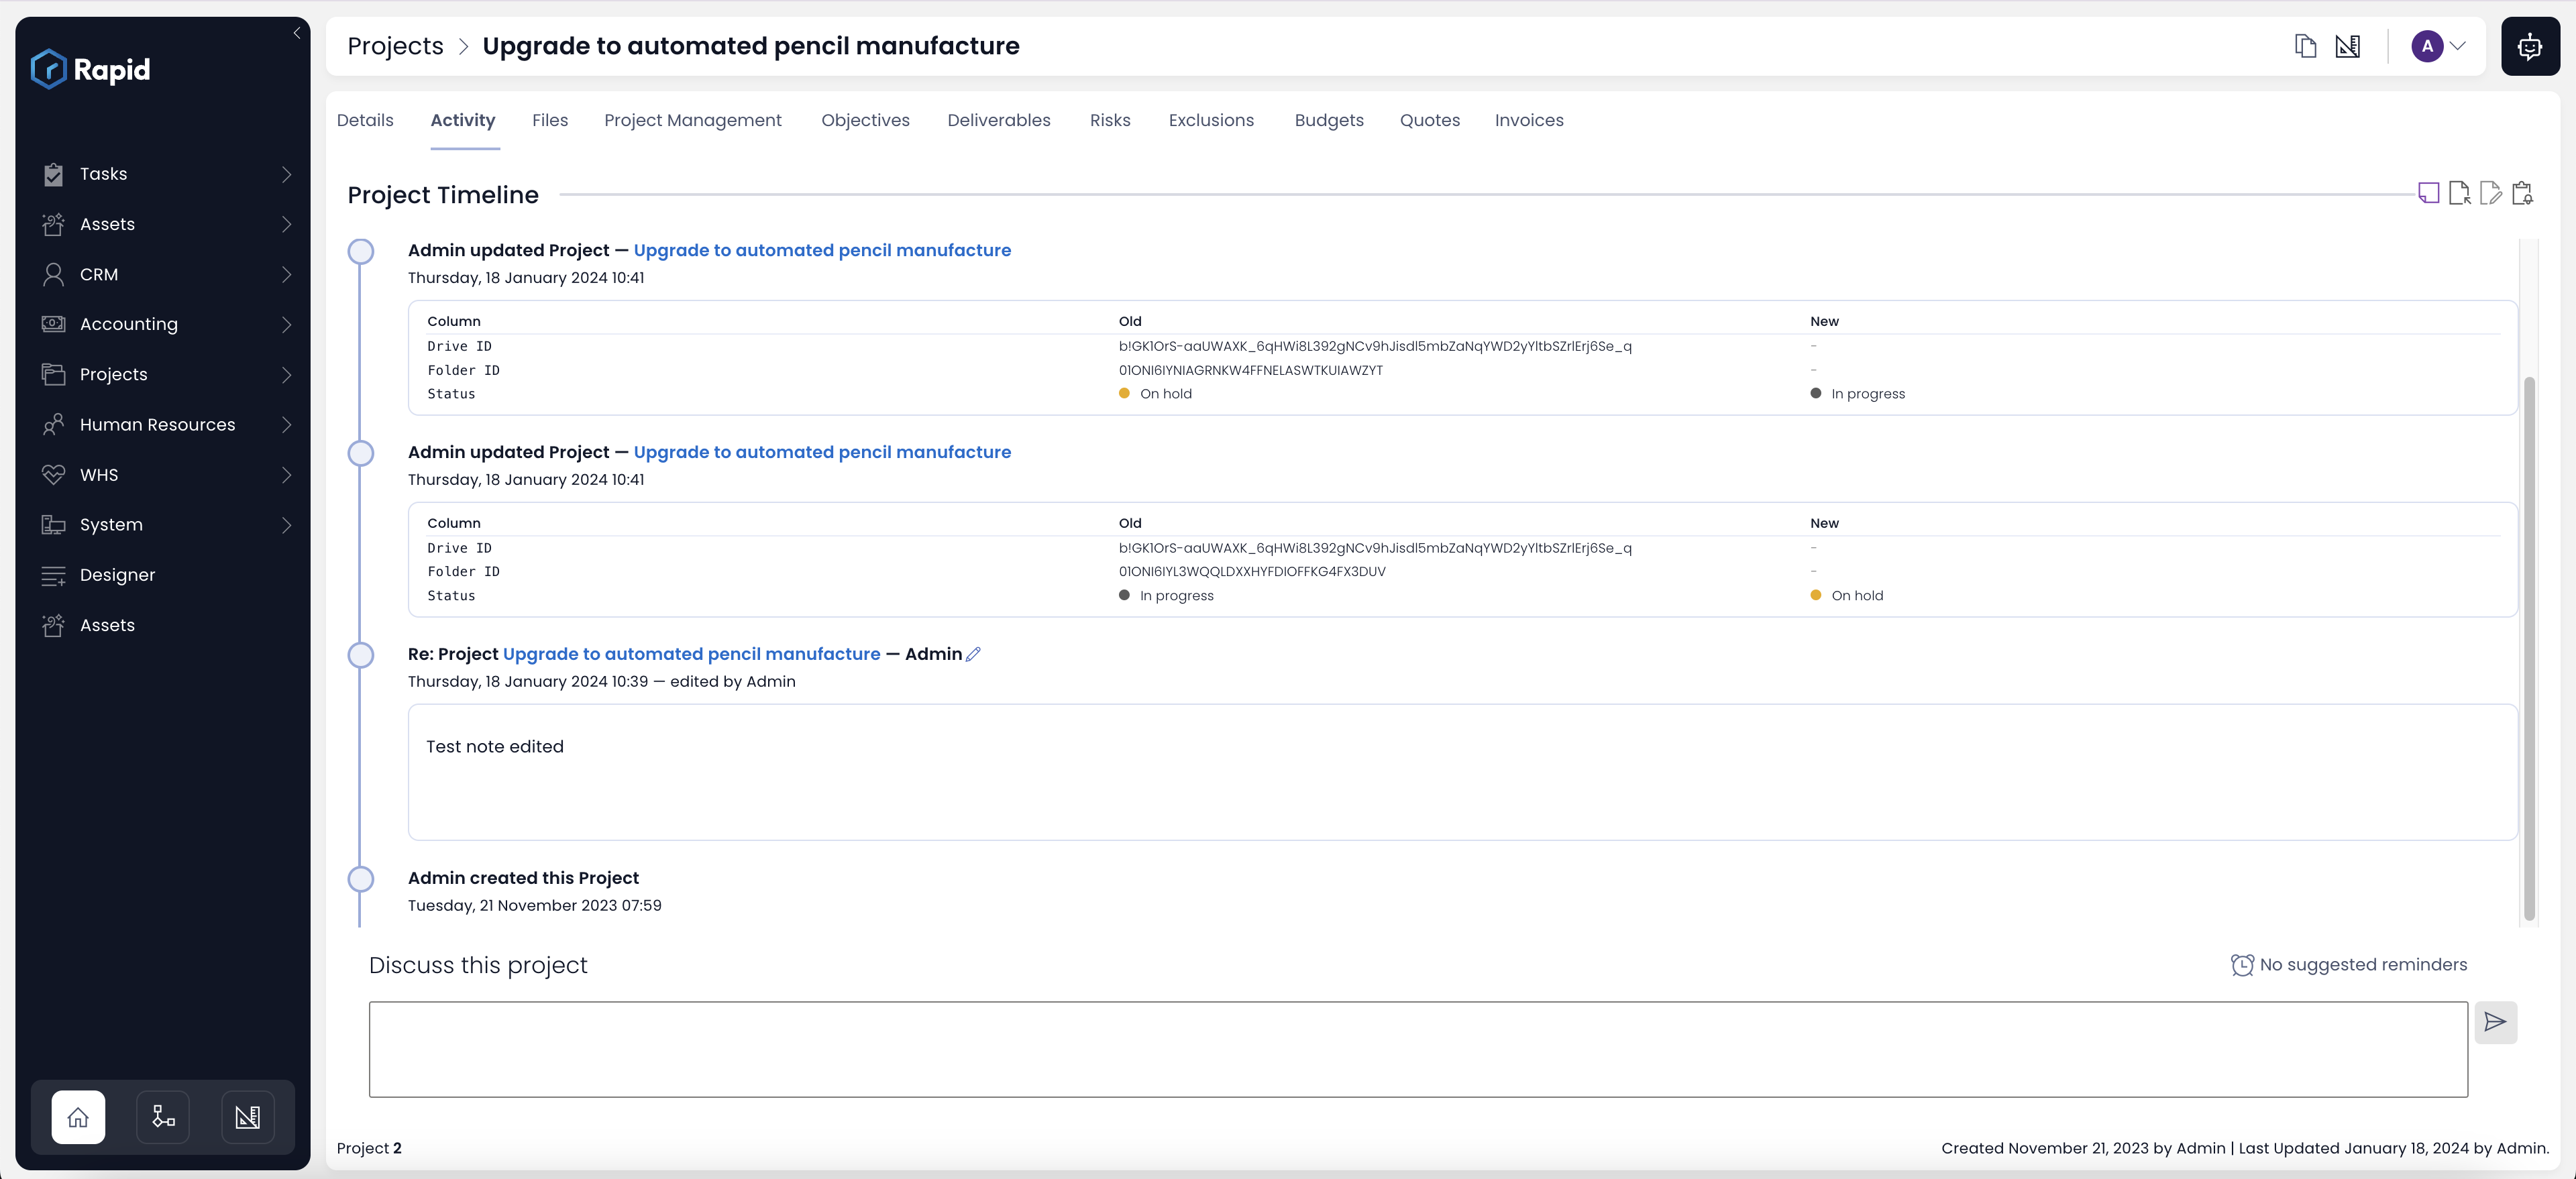 Rapid
Tasks
Assets
CRM
Accounting
Projects
Human Resources
WHS
System
Designer
Assets
Projects > Upgrade to automated pencil manufacture
A
Details Activity Files Project Management Objectives Deliverables Risks Exclusions Budgets Quotes Invoices
Project Timeline
Admin updated Project — Upgrade to automated pencil manufacture
Thursday, 18 January 2024 10:41
Column Old New
Drive ID b!GK1OrS-aaUWAXK_6qHWi8L392gNCv9hJisdl5mbZaNqYWD2yYltbSZrlErj6Se_q -
Folder ID 01ONI6IYNIAGRNKW4FFNELASWTKUIAWZYT -
Status On hold In progress
Admin updated Project — Upgrade to automated pencil manufacture
Thursday, 18 January 2024 10:41
Column Old New
Drive ID b!GK1OrS-aaUWAXK_6qHWi8L392gNCv9hJisdl5mbZaNqYWD2yYltbSZrlErj6Se_q -
Folder ID 01ONI6IYL3WQQLDXXHYFDIOFFKG4FX3DUV -
Status In progress On hold
Re: Project Upgrade to automated pencil manufacture — Admin
Thursday, 18 January 2024 10:39 — edited by Admin
Test note edited
Admin created this Project
Tuesday, 21 November 2023 07:59
Discuss this project
No suggested reminders
Project 2
Created November 21, 2023 by Admin | Last Updated January 18, 2024 by Admin.